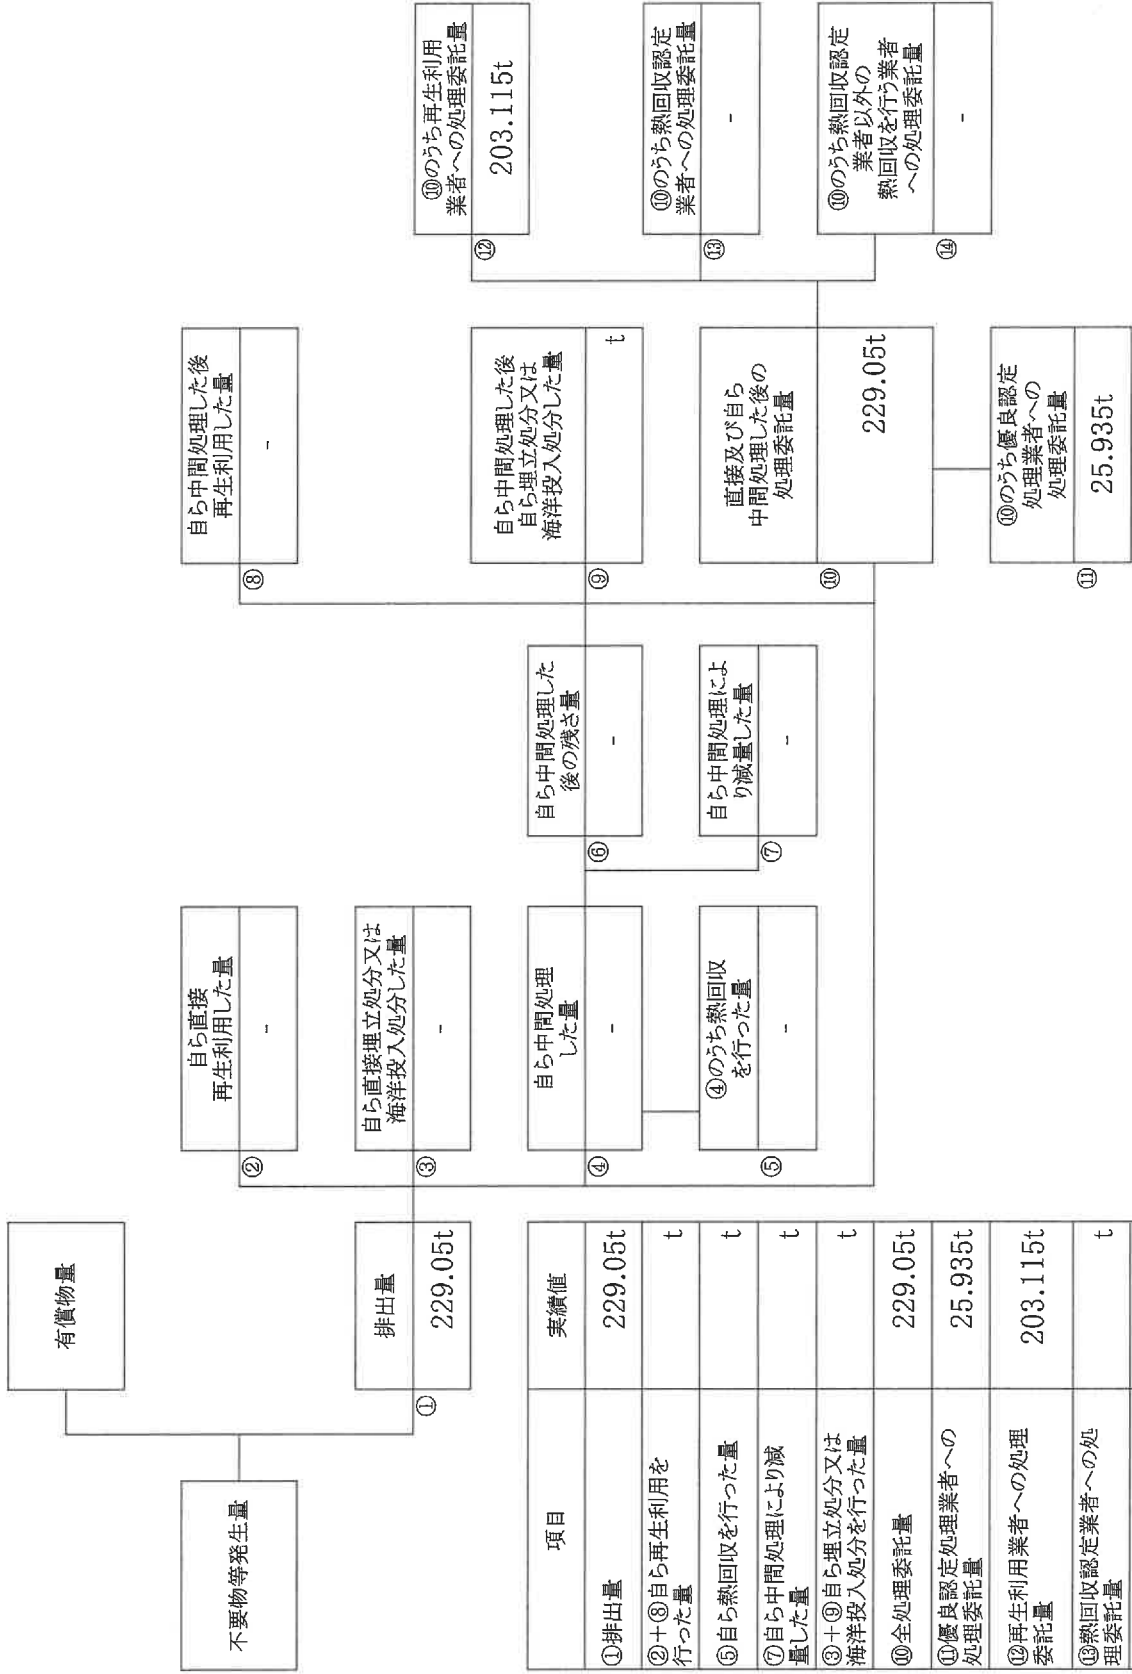 不要物等発生量
有償物量
排出量
①
229.05t
自ら直接
再生利用した量
②
-
自ら直接埋立処分又は
海洋投入処分した量
③
-
自ら中間処理
した量
④
-
④のうち熱回収
を行った量
⑤
-
自ら中間処理した
後の残さ量
⑥
-
自ら中間処理によ
り減量した量
⑦
-
自ら中間処理した後
再生利用した量
⑧
-
自ら中間処理した後
自ら埋立処分又は
海洋投入処分した量
⑨
t
直接及び自ら
中間処理した後の
処理委託量
⑩
229.05t
⑩のうち優良認定
処理業者への
処理委託量
⑪
25.935t
⑩のうち再生利用
業者への処理委託量
⑫
203.115t
⑩のうち熱回収認定
業者への処理委託量
⑬
-
⑩のうち熱回収認定
業者以外の
熱回収を行う業者
への処理委託量
⑭
-
項目 実績値
①排出量 229.05t
②+⑧自ら再生利用を
行った量 t
⑤自ら熱回収を行った量 t
⑦自ら中間処理により減
量した量 t
③+⑨自ら埋立処分又は
海洋投入処分を行った量 t
⑩全処理委託量 229.05t
⑪優良認定処理業者への
処理委託量 25.935t
⑫再生利用業者への処理
委託量 203.115t
⑬熱回収認定業者への処
理委託量 t